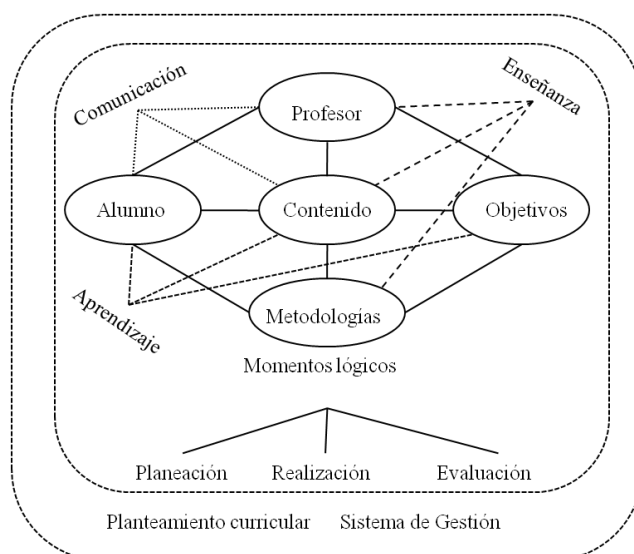 Comunicación
Enseñanza
Profesor
Alumno
Contenido
Objetivos
Aprendizaje
Metodologías
Momentos lógicos
Planeación
Realización
Evaluación
Planteamiento curricular
Sistema de Gestión